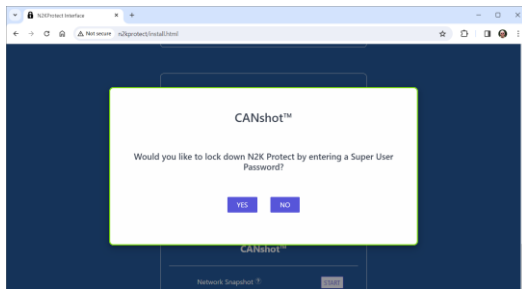 N2KProtect Interface
Not secure n2kprotect/install.html
CANshot™
Would you like to lock down N2K Protect by entering a Super User
Password?
YES NO
CANshot™
Network Snapshot ? START